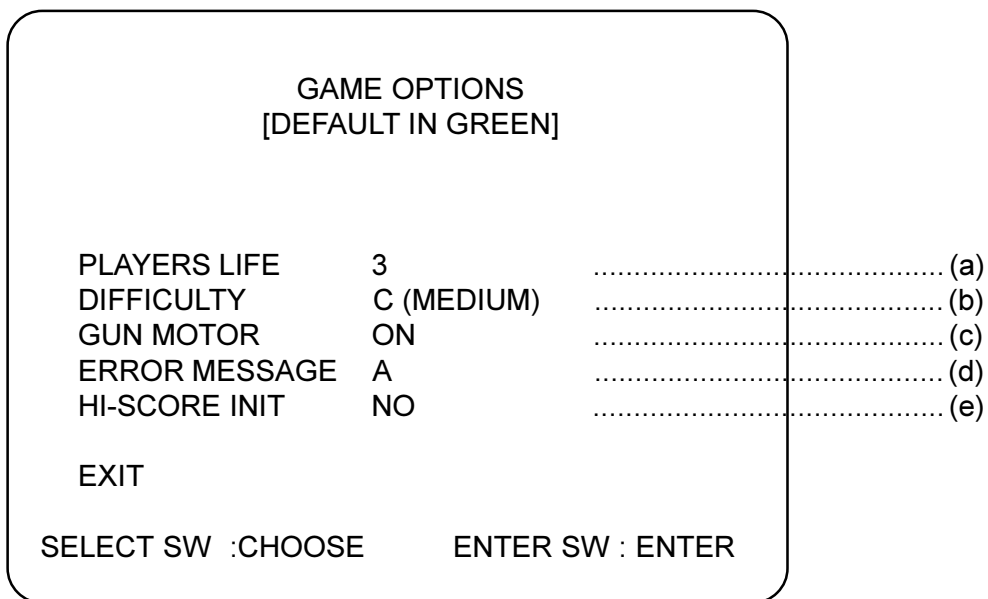 GAME OPTIONS
[DEFAULT IN GREEN]
PLAYERS LIFE 3 ........................................... (a)
DIFFICULTY C (MEDIUM) ........................................... (b)
GUN MOTOR ON ........................................... (c)
ERROR MESSAGE A ........................................... (d)
HI-SCORE INIT NO ........................................... (e)
EXIT
SELECT SW :CHOOSE ENTER SW : ENTER